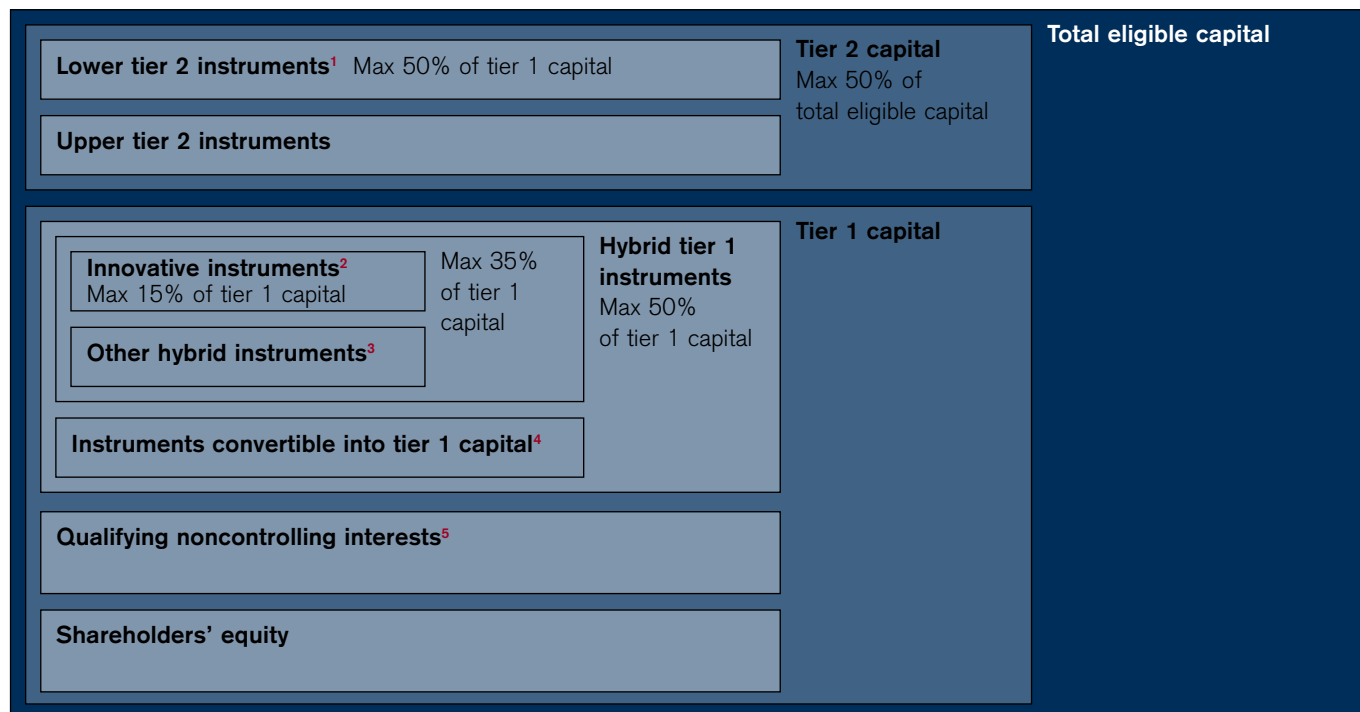 Total eligible capital
Tier 2 capital
Max 50% of
total eligible capital
Lower tier 2 instruments¹ Max 50% of tier 1 capital
Upper tier 2 instruments
Tier 1 capital
Hybrid tier 1
instruments
Max 50%
of tier 1 capital
Max 35%
of tier 1
capital
Innovative instruments²
Max 15% of tier 1 capital
Other hybrid instruments³
Instruments convertible into tier 1 capital⁴
Qualifying noncontrolling interests⁵
Shareholders’ equity